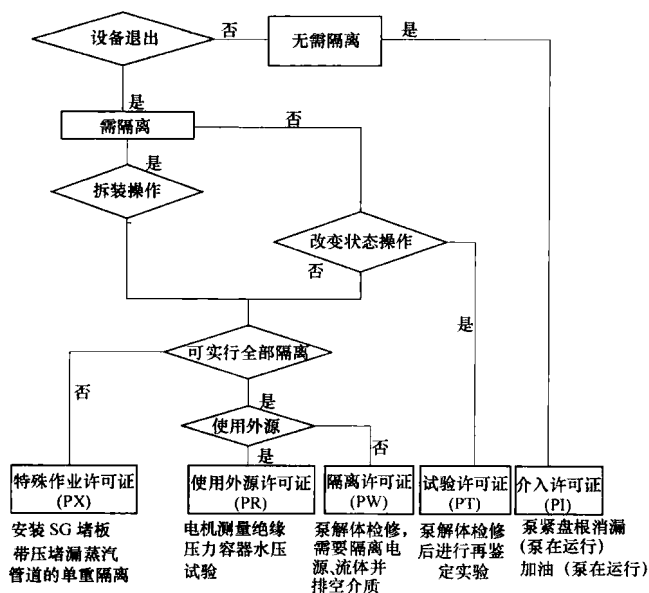 设备退出
否
无需隔离
是
是
需隔离
否
是
拆装操作
改变状态操作
否
是
可实行全部隔离
否
是
使用外源
是
否
特殊作业许可证
(PX)
使用外源许可证
(PR)
隔离许可证
(PW)
试验许可证
(PT)
介入许可证
(PI)
安装 SG 堵板
带压堵漏蒸汽
管道的单重隔离
电机测量绝缘
压力容器水压
试验
泵解体检修,
需要隔离电
源、流体并
排空介质
泵解体检修
后进行再鉴
定实验
泵紧盘根消漏
(泵在运行)
加油（泵在运行）